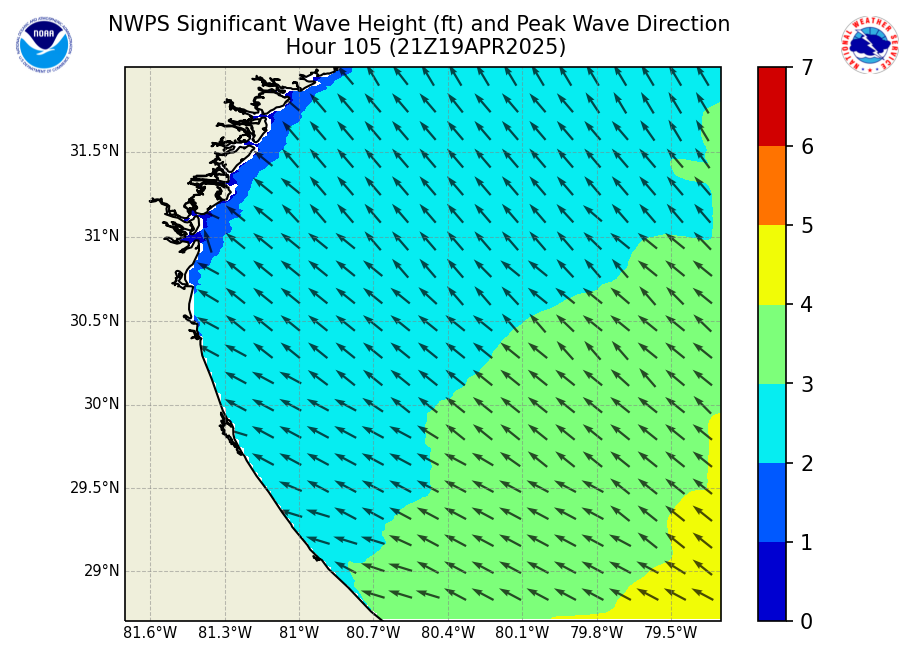 NWPS Significant Wave Height (ft) and Peak Wave Direction
Hour 105 (21Z19APR2025)
NOAA
NATIONAL WEATHER SERVICE
31.5°N
31°N
30.5°N
30°N
29.5°N
29°N
81.6°W 81.3°W 81°W 80.7°W 80.4°W 80.1°W 79.8°W 79.5°W
7
6
5
4
3
2
1
0